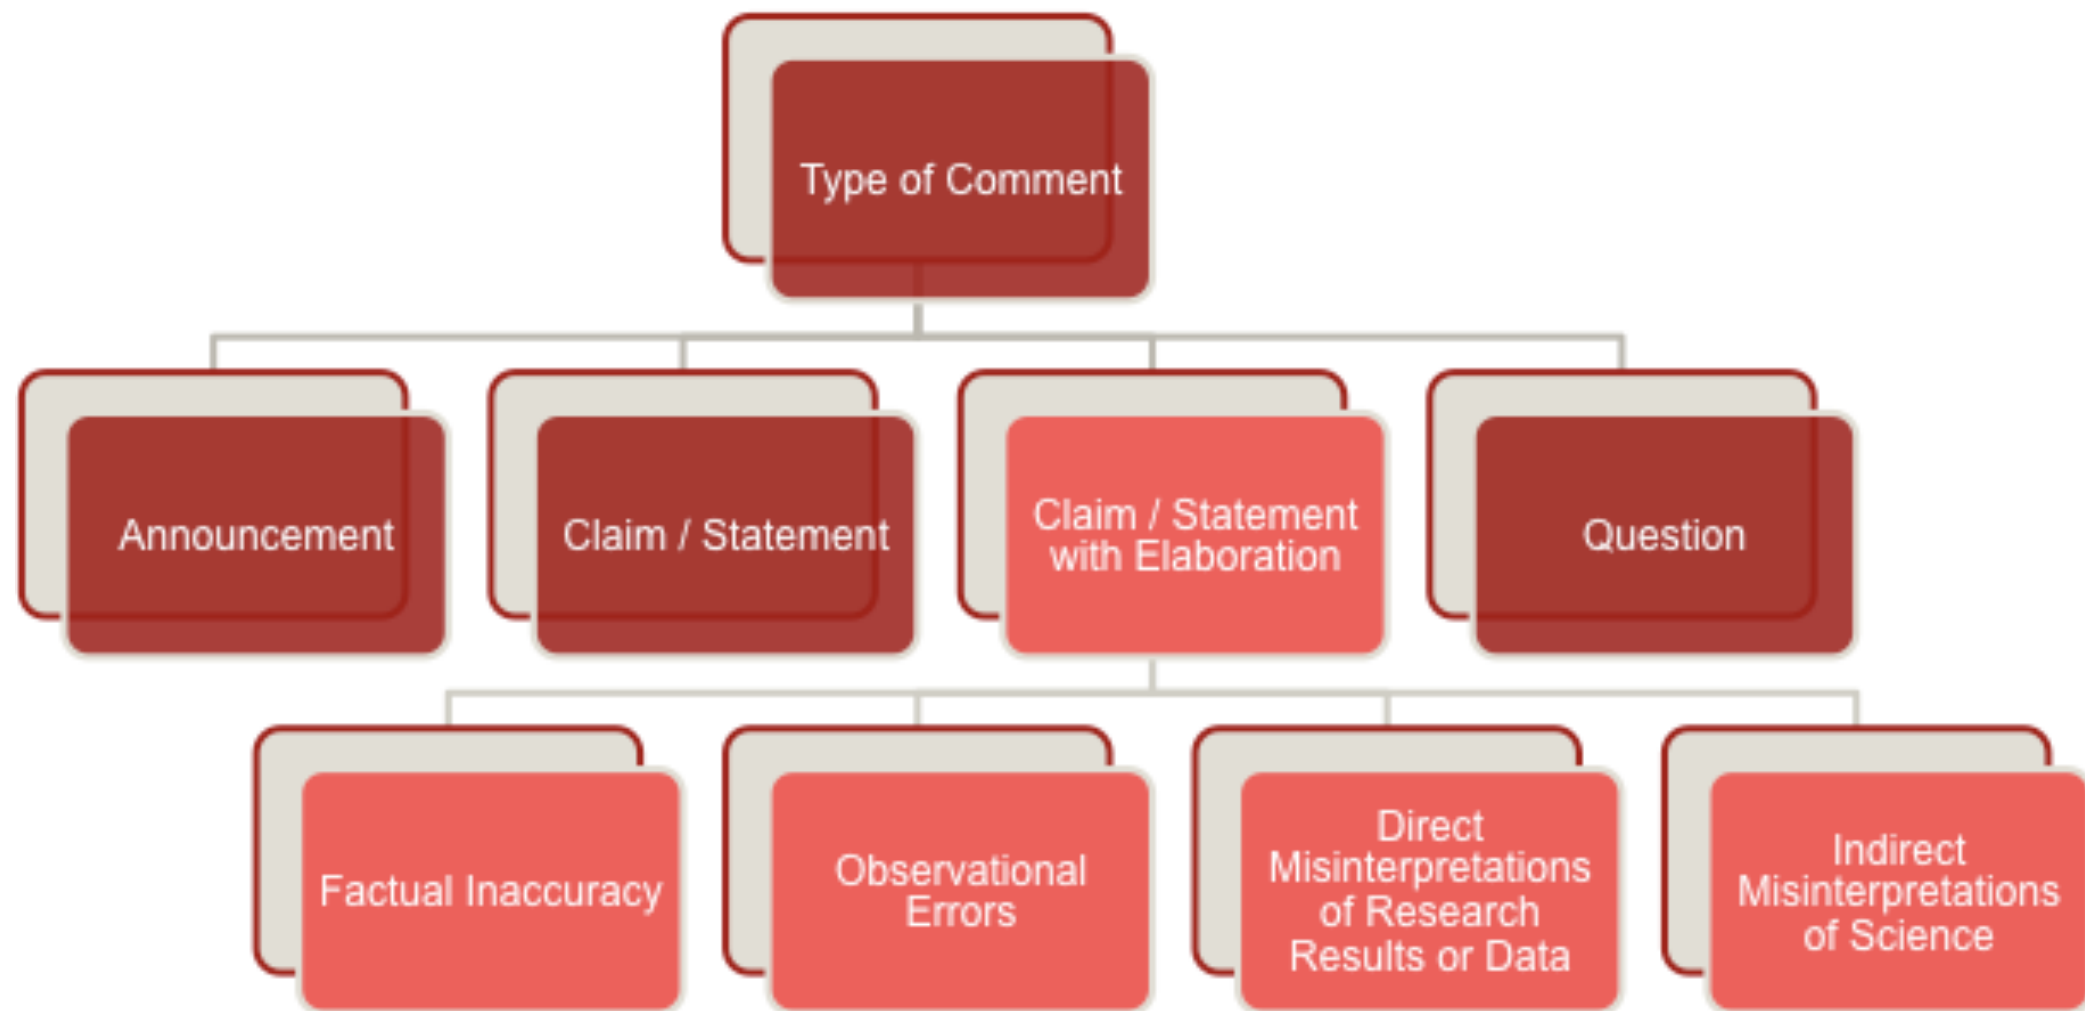 Type of Comment
Announcement
Claim / Statement
Claim / Statement
with Elaboration
Question
Factual Inaccuracy
Observational
Errors
Direct
Misinterpretations
of Research
Results or Data
Indirect
Misinterpretations
of Science